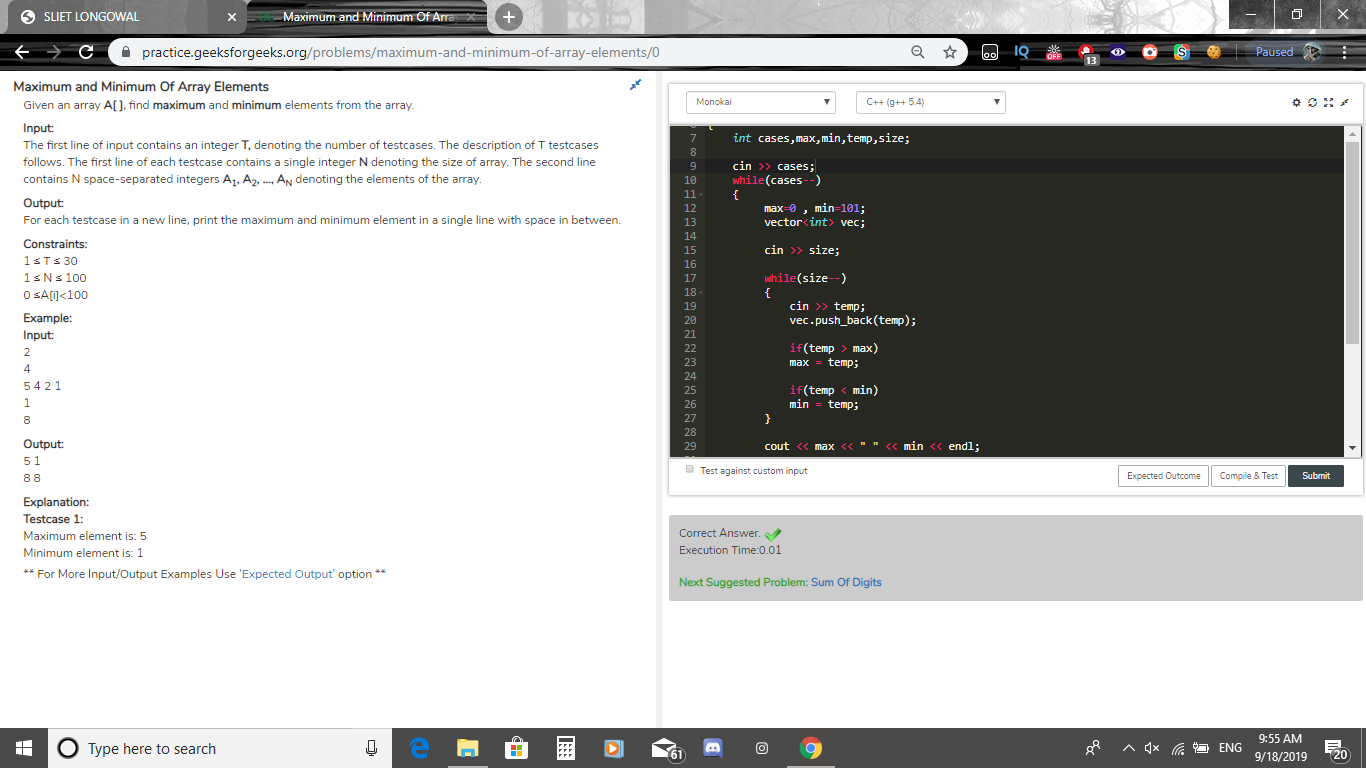 SLIET LONGOWAL
Maximum and Minimum Of Arra
practice.geeksforgeeks.org/problems/maximum-and-minimum-of-array-elements/0
IQ
OFF
13
S
Paused
Maximum and Minimum Of Array Elements
Given an array A[ ], find maximum and minimum elements from the array.
Input:
The first line of input contains an integer T, denoting the number of testcases. The description of T testcases
follows. The first line of each testcase contains a single integer N denoting the size of array. The second line
contains N space-separated integers A1, A2, ..., AN denoting the elements of the array.
Output:
For each testcase in a new line, print the maximum and minimum element in a single line with space in between.
Constraints:
1 ≤ T ≤ 30
1 ≤ N ≤ 100
0 ≤A[i]<100
Example:
Input:
2
4
5 4 2 1
1
8
Output:
5 1
8 8
Explanation:
Testcase 1:
Maximum element is: 5
Minimum element is: 1
** For More Input/Output Examples Use 'Expected Output' option **
Monokai
C++ (g++ 5.4)
7 int cases,max,min,temp,size;
8
9 cin >> cases;
10 while(cases--)
11 {
12 max=0 , min=101;
13 vector<int> vec;
14
15 cin >> size;
16
17 while(size--)
18 {
19 cin >> temp;
20 vec.push_back(temp);
21
22 if(temp > max)
23 max = temp;
24
25 if(temp < min)
26 min = temp;
27 }
28
29 cout << max << " " << min << endl;
Test against custom input
Expected Outcome
Compile & Test
Submit
Correct Answer.
Execution Time:0.01
Next Suggested Problem: Sum Of Digits
Type here to search
61
ENG
9:55 AM
9/18/2019
20